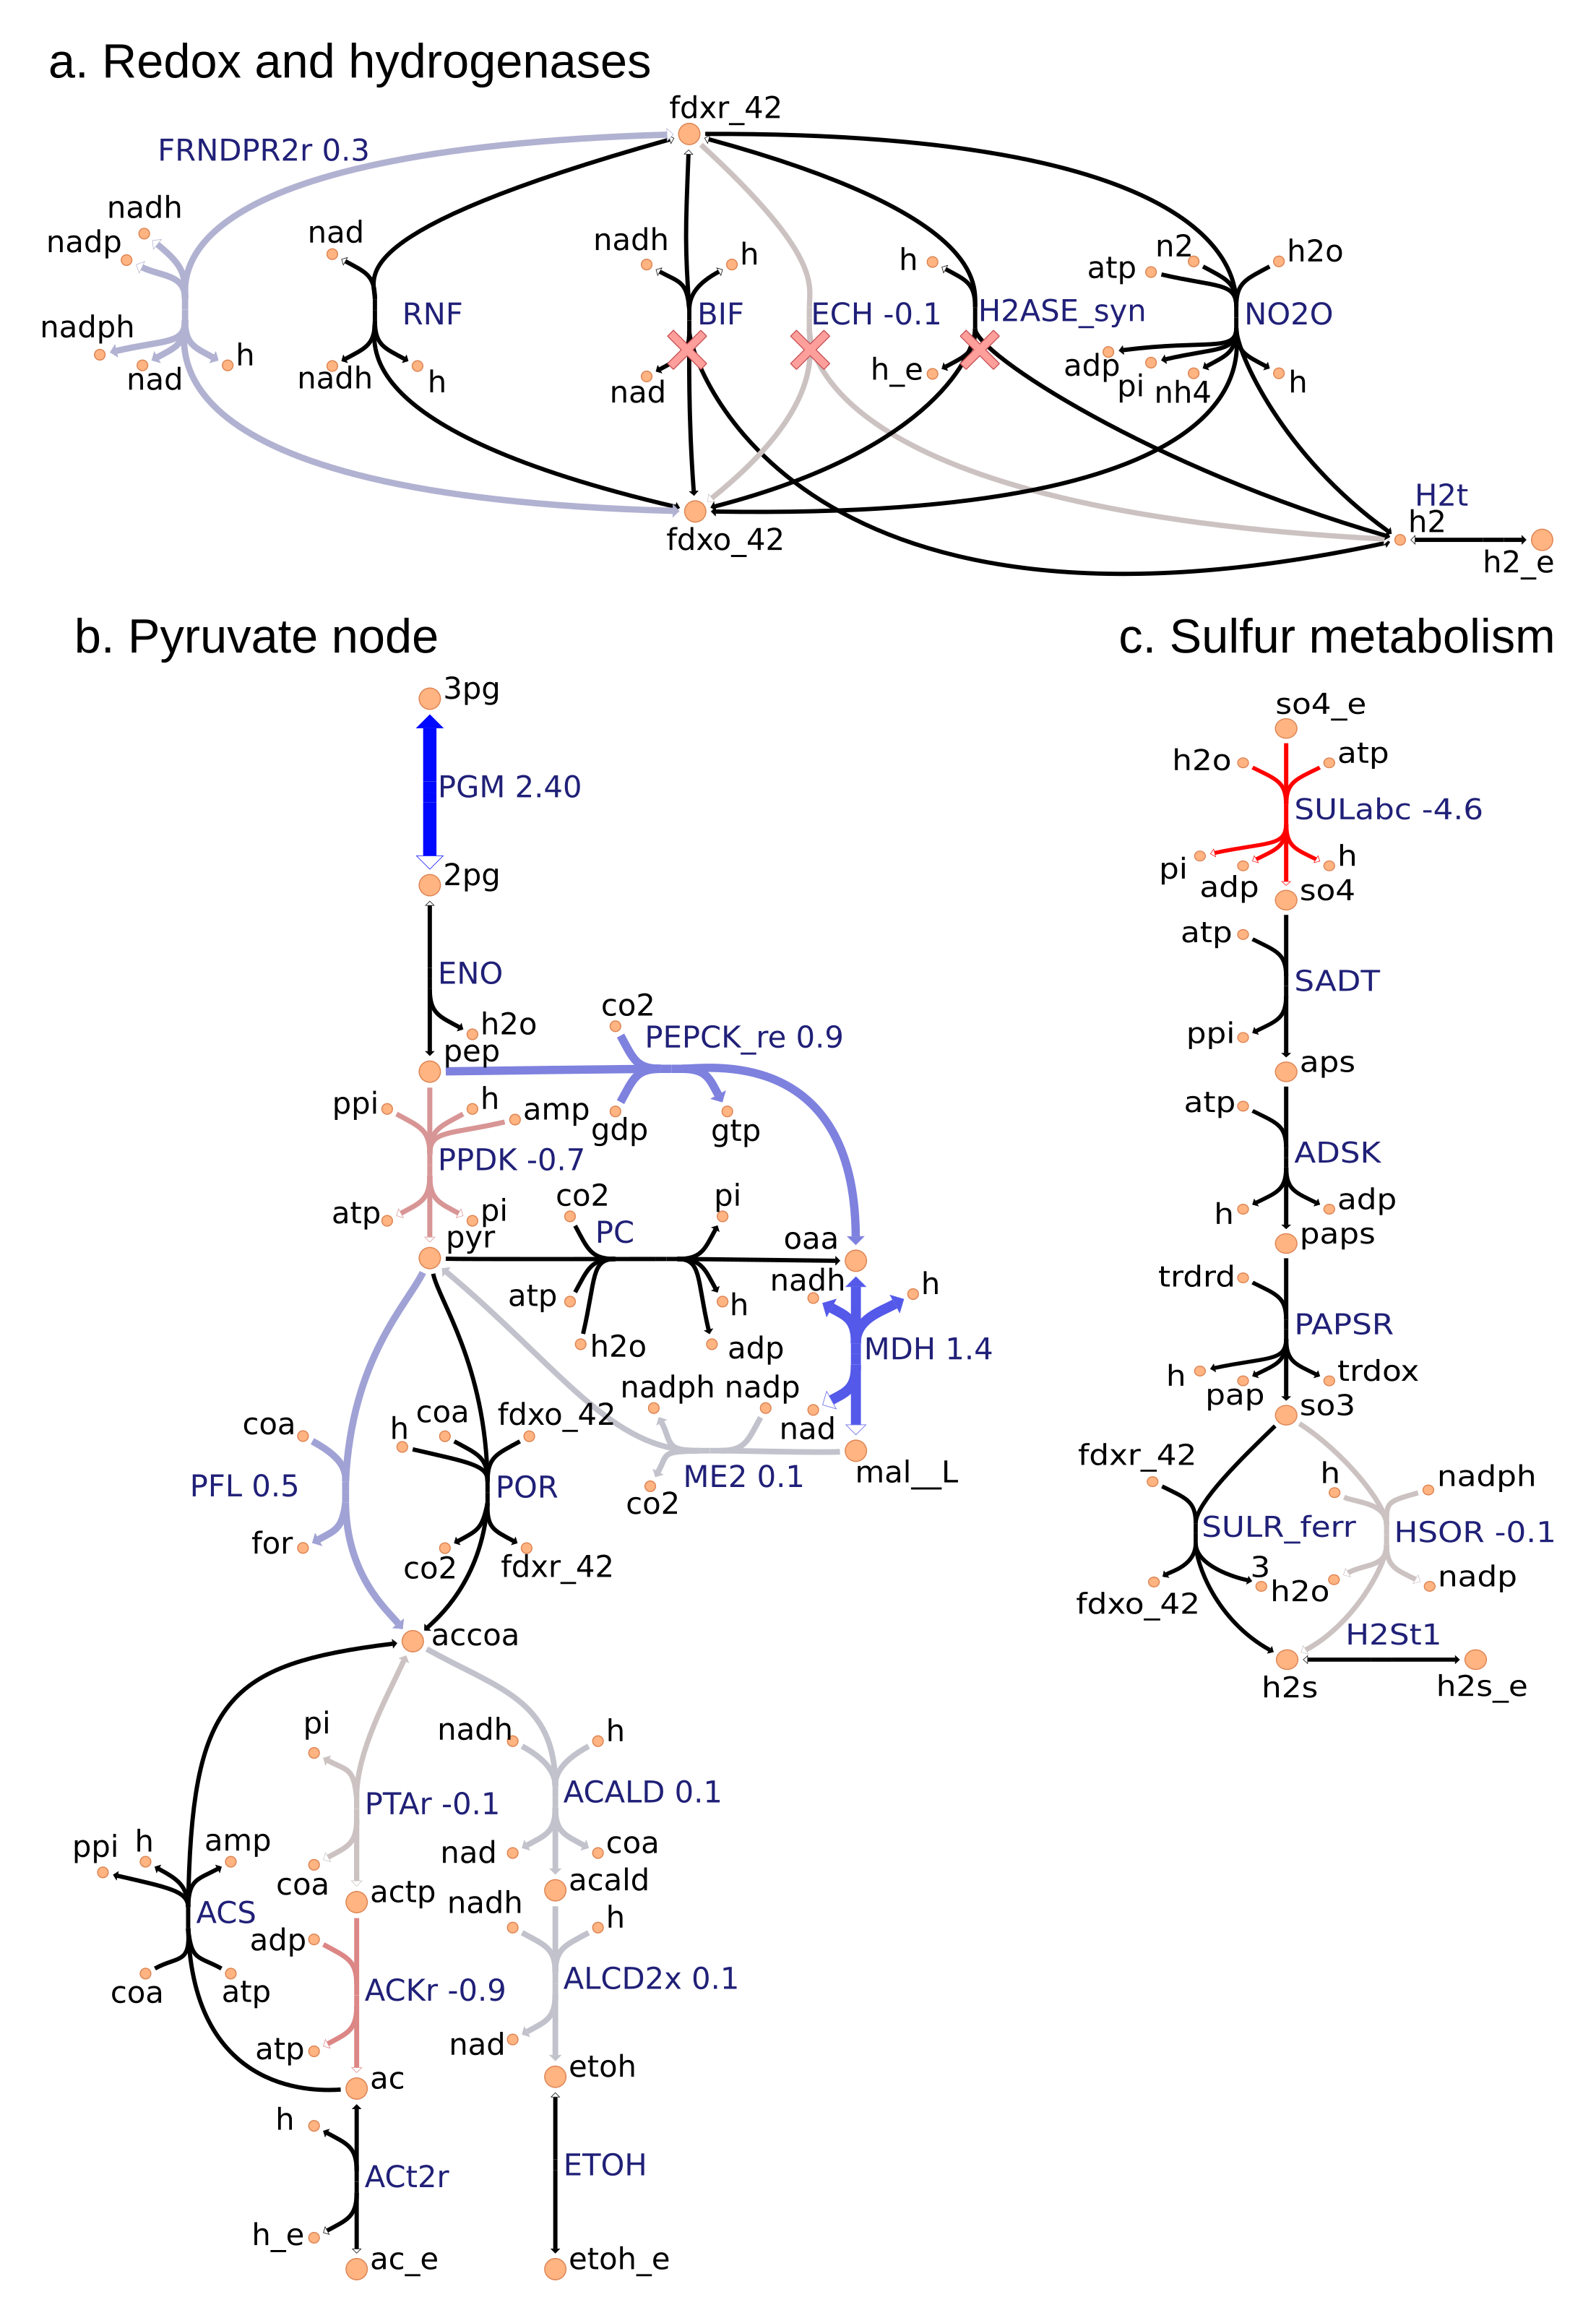 a. Redox and hydrogenases
fdxr_42
FRNDPR2r 0.3
nadh
nadp
nadph
nad
h
nad
RNF
nadh
h
nadh
h
BIF
nad
ECH -0.1
h
H2ASE_syn
h_e
n2
h2o
atp
NO2O
adp
pi
nh4
h
fdxo_42
H2t
h2
h2_e
b. Pyruvate node
3pg
PGM 2.40
2pg
ENO
h2o
pep
co2
PEPCK_re 0.9
gdp
gtp
ppi
h
amp
PPDK -0.7
atp
pi
pyr
co2
PC
pi
oaa
atp
h
h2o
adp
nadh
h
MDH 1.4
nad
mal__L
nadph
nadp
ME2 0.1
co2
coa
PFL 0.5
for
h
coa
fdxo_42
POR
co2
fdxr_42
accoa
pi
PTAr -0.1
coa
actp
nadh
h
ACALD 0.1
nad
coa
acald
ppi
h
amp
ACS
coa
atp
adp
ACKr -0.9
atp
ac
nadh
h
ALCD2x 0.1
nad
etoh
h
ACt2r
h_e
ac_e
ETOH
etoh_e
c. Sulfur metabolism
so4_e
h2o
atp
SULabc -4.6
pi
adp
h
so4
atp
SADT
ppi
aps
atp
ADSK
h
adp
paps
trdrd
PAPSR
h
pap
trdox
so3
fdxr_42
SULR_ferr
fdxo_42
3
h2o
h
nadph
HSOR -0.1
nadp
H2St1
h2s
h2s_e